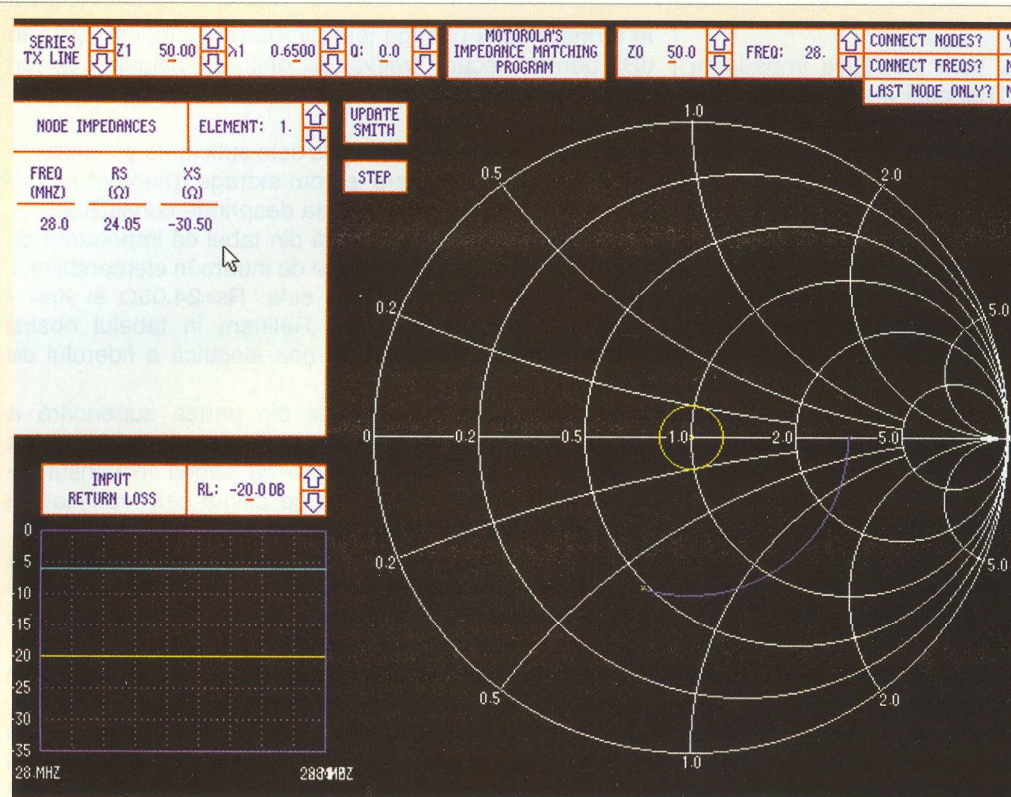 SERIES TX LINE Z1 50.00 λ1 0.6500 Q: 0.0
MOTOROLA'S IMPEDANCE MATCHING PROGRAM
Z0 50.0 FREQ: 28.
CONNECT NODES? Y
CONNECT FREQS? N
LAST NODE ONLY? N
NODE IMPEDANCES ELEMENT: 1.
UPDATE SMITH
STEP
FREQ RS XS
(MHZ) (Ω) (Ω)
28.0 24.05 -30.50
1.0
0.5 2.0
0.2 5.0
0 0.2 0.5 1.0 2.0 5.0
0.2 5.0
0.5 2.0
1.0
INPUT RETURN LOSS RL: -20.0 DB
0
5
-10
-15
-20
-25
-30
-35
28 MHZ